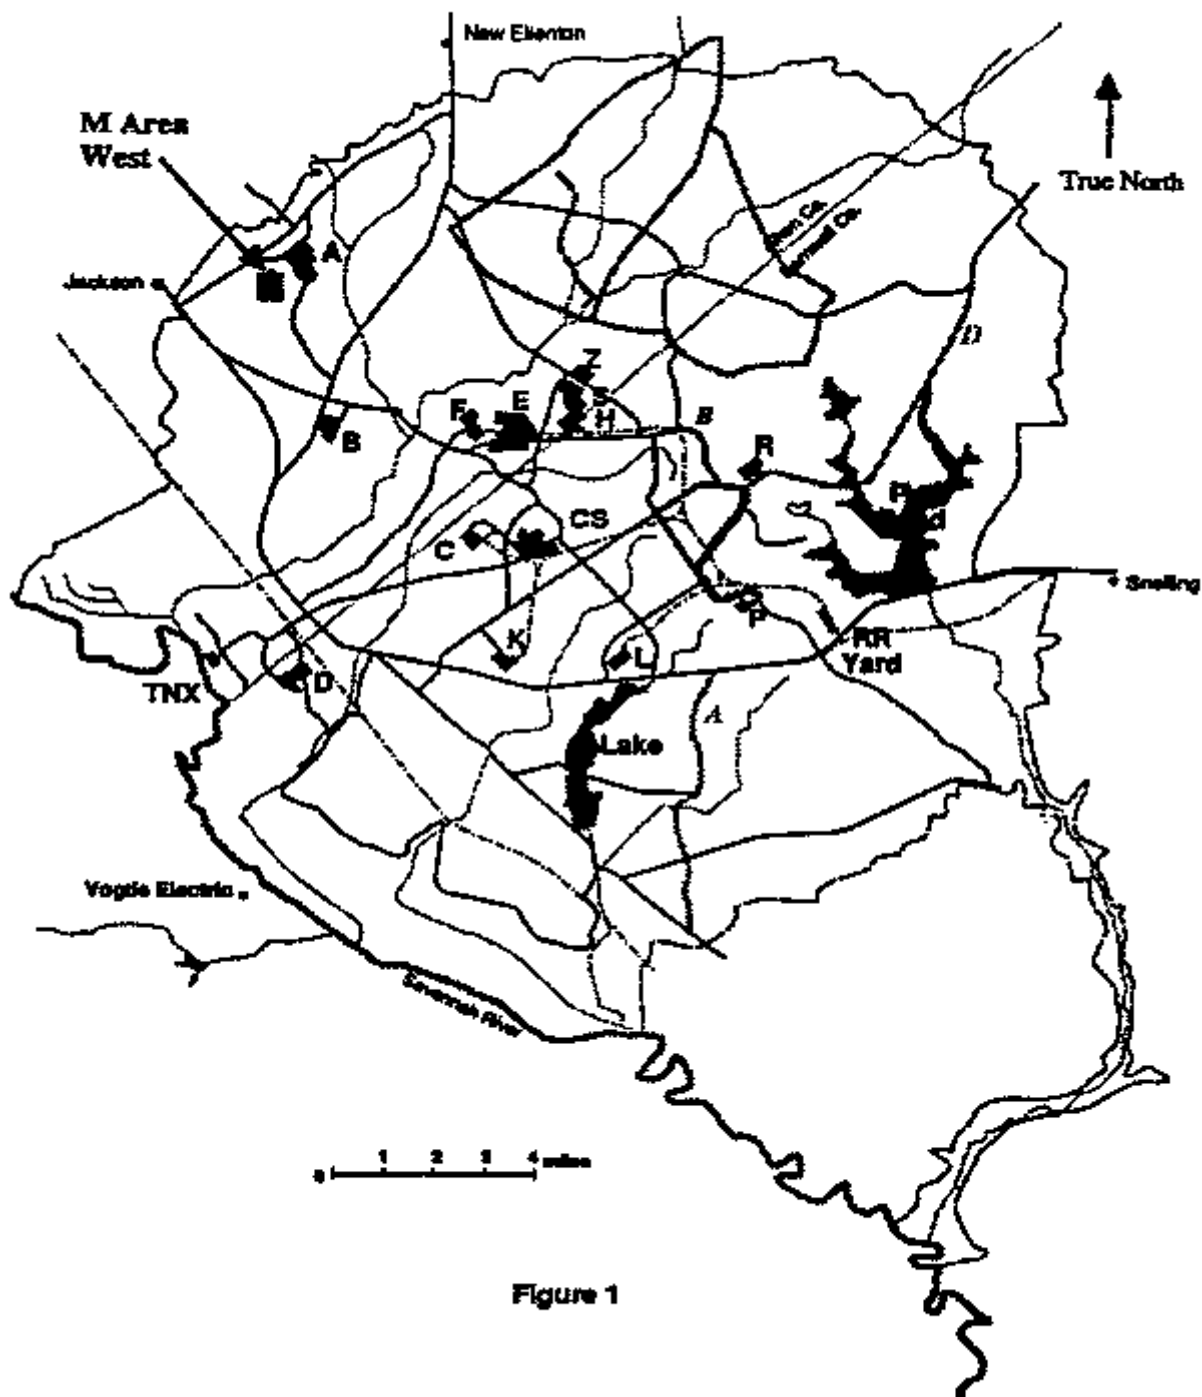 New Ellenton
M Area
West
True North
A
Jackson
D
Z
S
F
E
H
B
B
R
CS
C
Snelling
P
K
L
RR
Yard
TNX
D
A
Lake
Vogtle Electric
Savannah River
0 1 2 3 4 miles
Figure 1